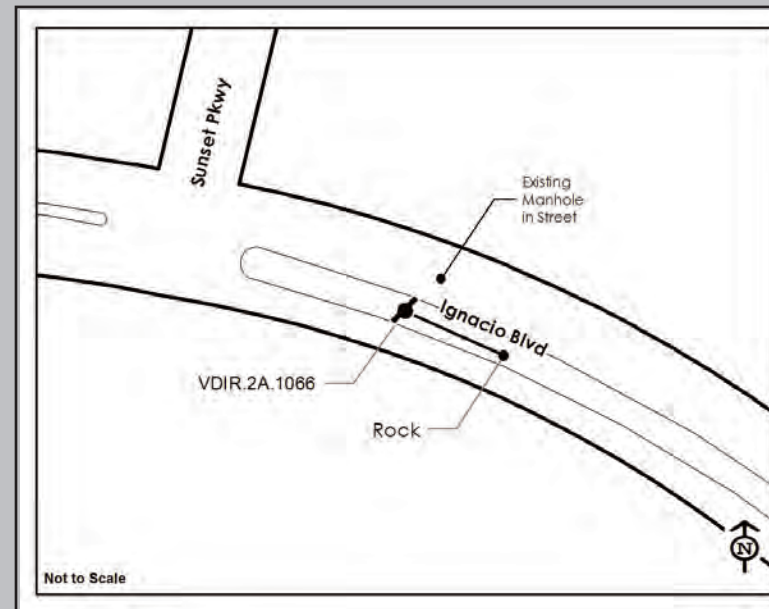 Sunset Pkwy
Existing
Manhole
in Street
Ignacio Blvd
VDIR.2A.1066
Rock
N
Not to Scale